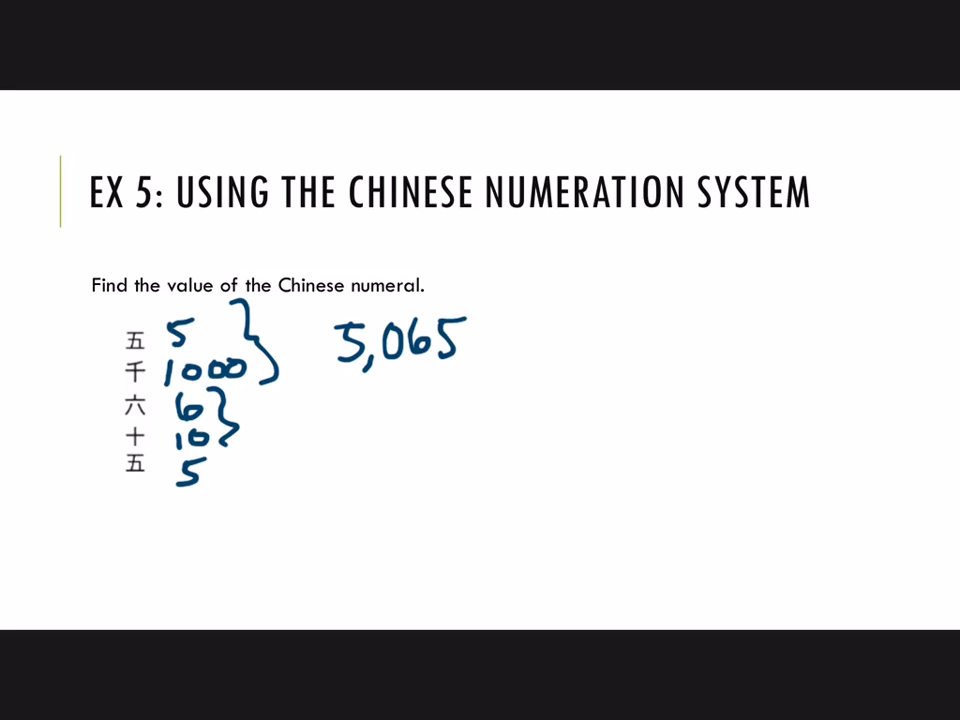 EX 5: USING THE CHINESE NUMERATION SYSTEM
Find the value of the Chinese numeral.
五 5
千 1000
六 6
十 10
五 5
5,065